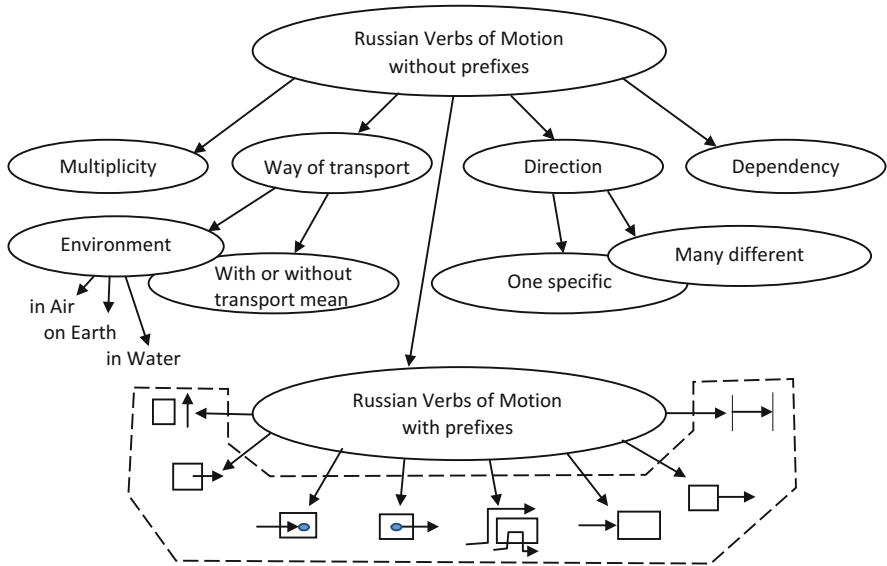 Russian Verbs of Motion
without prefixes
Multiplicity
Way of transport
Direction
Dependency
Environment
With or without
transport mean
One specific
Many different
in Air
on Earth
in Water
Russian Verbs of Motion
with prefixes